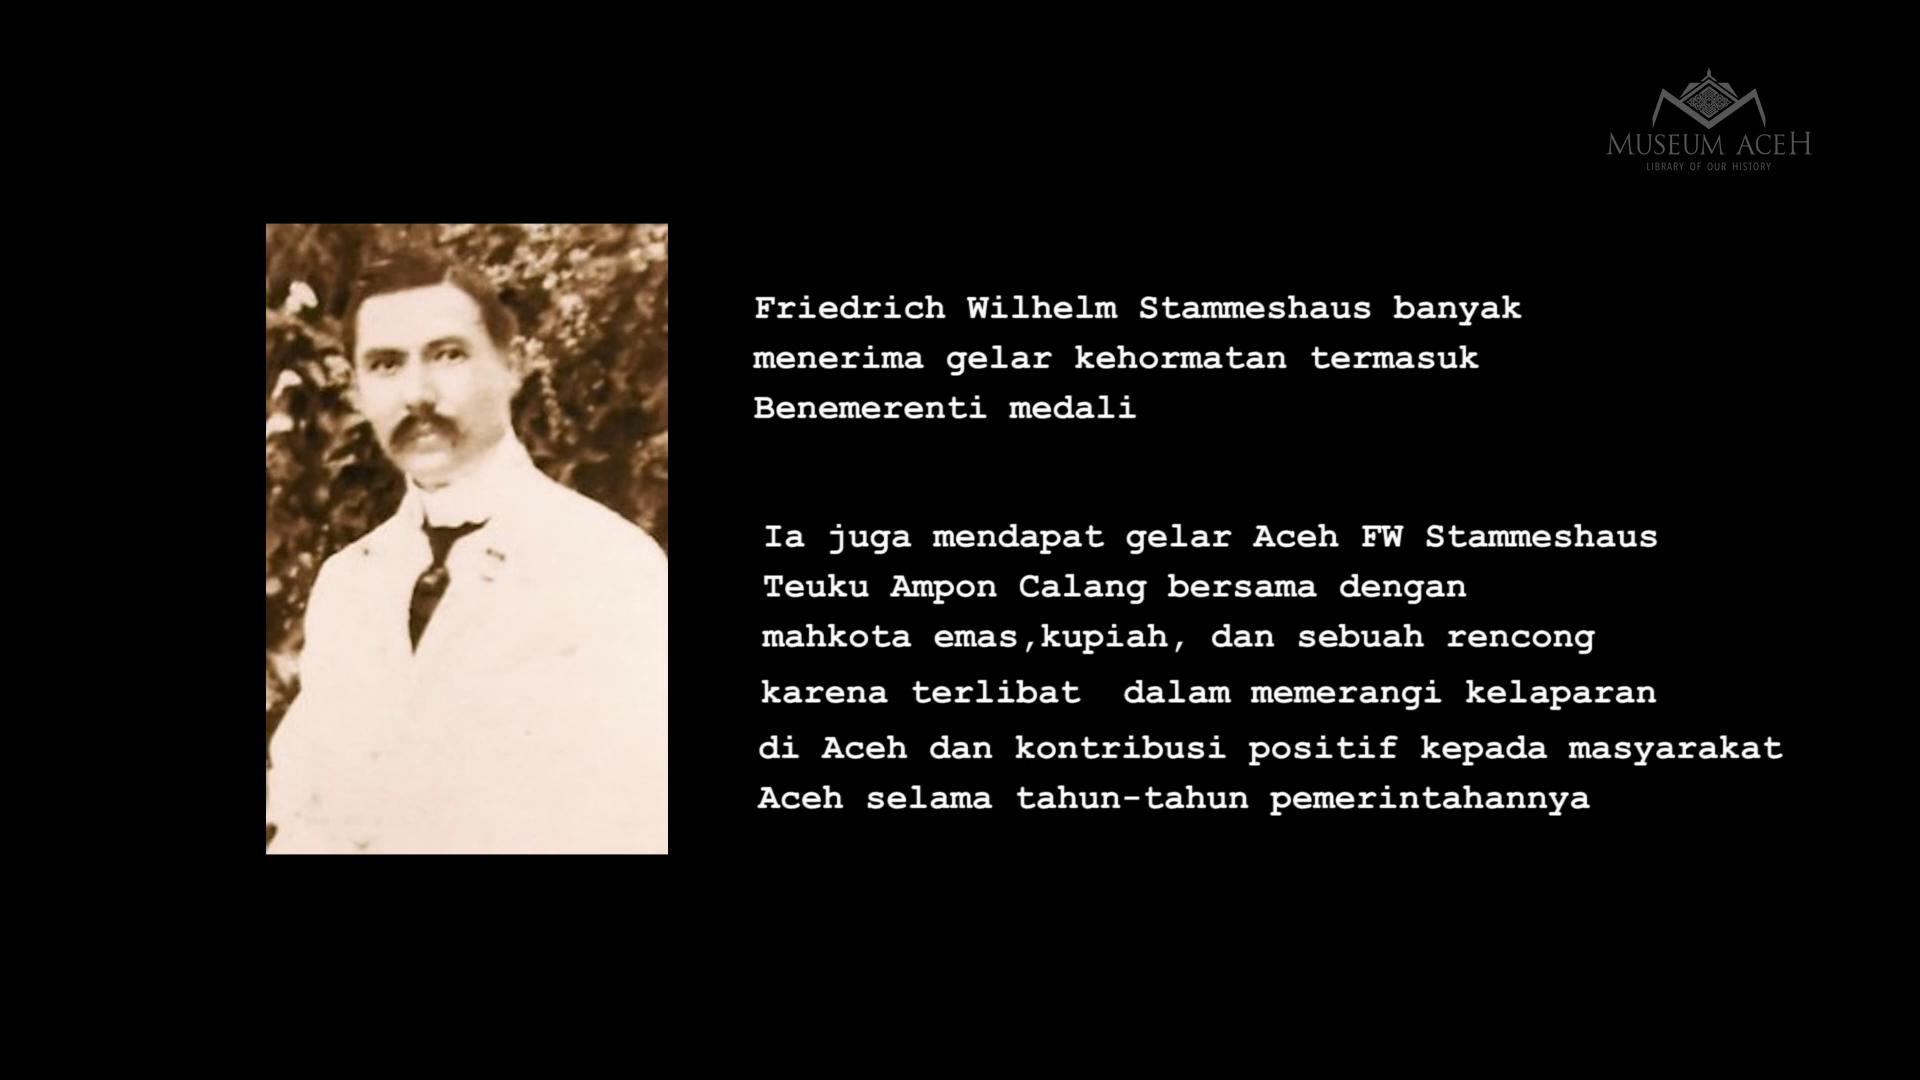 MUSEUM ACEH
LIBRARY OF OUR HISTORY
Friedrich Wilhelm Stammeshaus banyak
menerima gelar kehormatan termasuk
Benemerenti medali
Ia juga mendapat gelar Aceh FW Stammeshaus
Teuku Ampon Calang bersama dengan
mahkota emas,kupiah, dan sebuah rencong
karena terlibat  dalam memerangi kelaparan
di Aceh dan kontribusi positif kepada masyarakat
Aceh selama tahun-tahun pemerintahannya